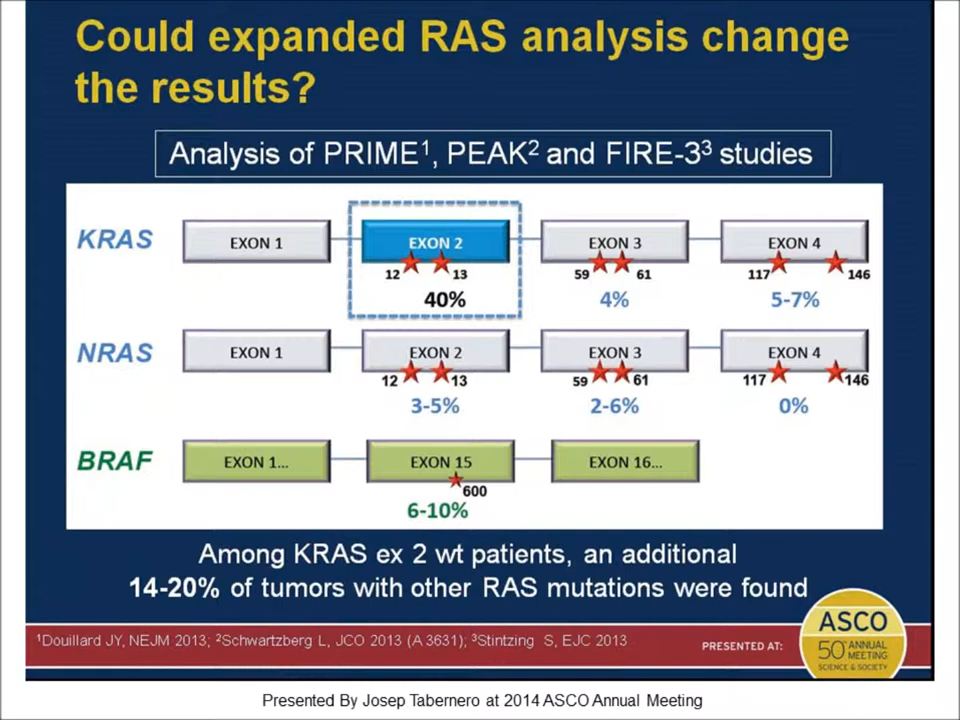 Could expanded RAS analysis change
the results?
Analysis of PRIME¹, PEAK² and FIRE-3³ studies
KRAS EXON 1 EXON 2 EXON 3 EXON 4
12 13 59 61 117 146
40% 4% 5-7%
NRAS EXON 1 EXON 2 EXON 3 EXON 4
12 13 59 61 117 146
3-5% 2-6% 0%
BRAF EXON 1... EXON 15 EXON 16...
600
6-10%
Among KRAS ex 2 wt patients, an additional
14-20% of tumors with other RAS mutations were found
¹Douillard JY, NEJM 2013; ²Schwartzberg L, JCO 2013 (A 3631); ³Stintzing S, EJC 2013
PRESENTED AT:
ASCO
50th ANNUAL
MEETING
SCIENCE & SOCIETY
Presented By Josep Tabernero at 2014 ASCO Annual Meeting